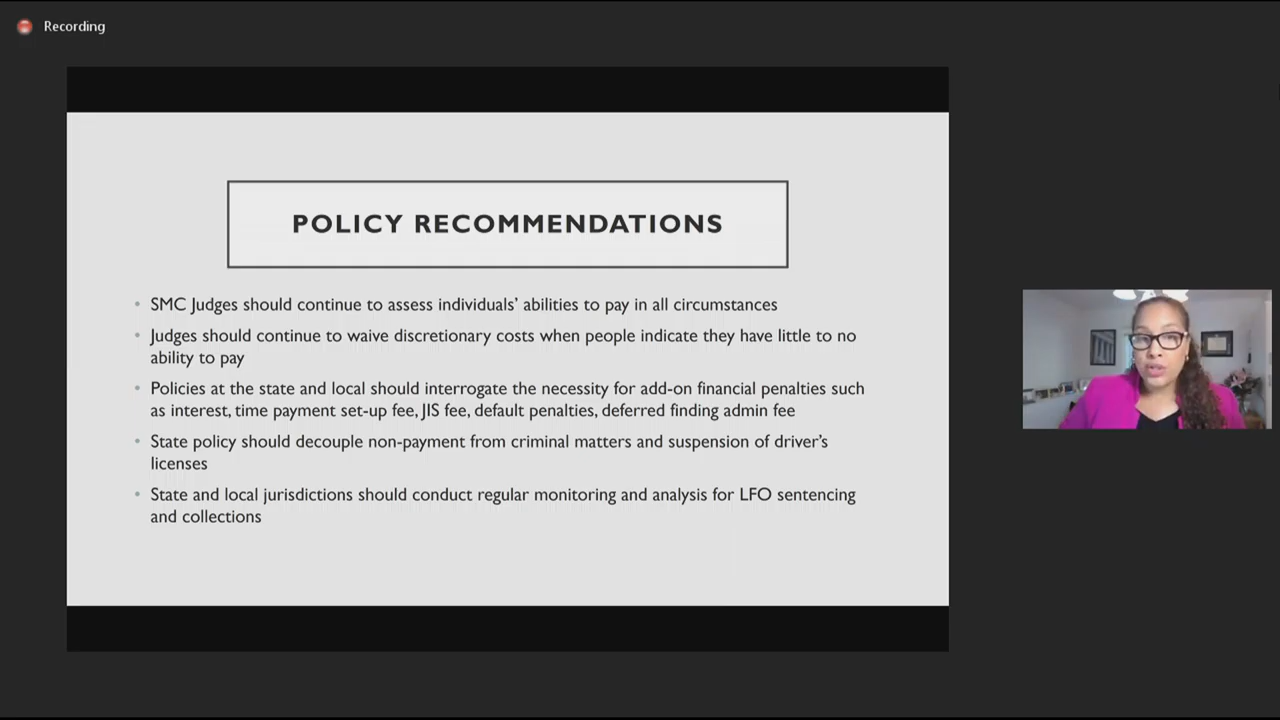 Recording
POLICY RECOMMENDATIONS
• SMC Judges should continue to assess individuals' abilities to pay in all circumstances
• Judges should continue to waive discretionary costs when people indicate they have little to no
ability to pay
• Policies at the state and local should interrogate the necessity for add-on financial penalties such
as interest, time payment set-up fee, JIS fee, default penalties, deferred finding admin fee
• State policy should decouple non-payment from criminal matters and suspension of driver's
licenses
• State and local jurisdictions should conduct regular monitoring and analysis for LFO sentencing
and collections